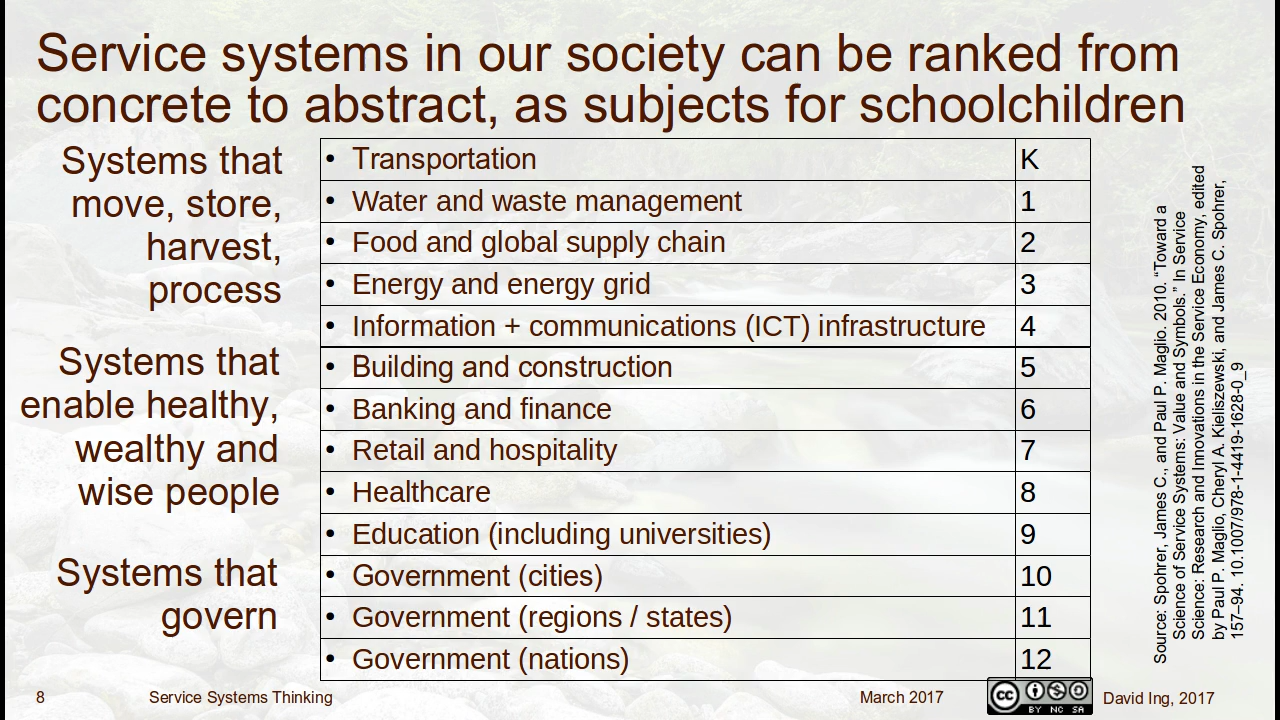 Service systems in our society can be ranked from
concrete to abstract, as subjects for schoolchildren
Systems that
move, store,
harvest,
process
Systems that
enable healthy,
wealthy and
wise people
Systems that
govern
• Transportation K
• Water and waste management 1
• Food and global supply chain 2
• Energy and energy grid 3
• Information + communications (ICT) infrastructure 4
• Building and construction 5
• Banking and finance 6
• Retail and hospitality 7
• Healthcare 8
• Education (including universities) 9
• Government (cities) 10
• Government (regions / states) 11
• Government (nations) 12
Source: Spohrer, James C., and Paul P. Maglio. 2010. “Toward a
Science of Service Systems: Value and Symbols.” In Service
Science: Research and Innovations in the Service Economy, edited
by Paul P. Maglio, Cheryl A. Kieliszewski, and James C. Spohrer,
157–94. 10.1007/978-1-4419-1628-0_9
8 Service Systems Thinking March 2017 cc BY NC SA David Ing, 2017